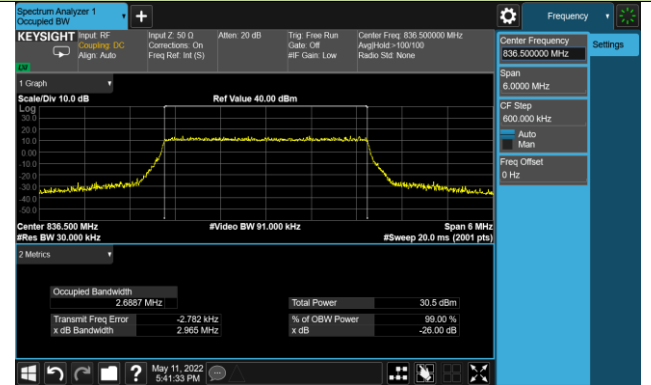 Spectrum Analyzer 1
Occupied BW
Frequency
KEYSIGHT
Input: RF
Coupling: DC
Align: Auto
Input Z: 50 Ω
Corrections: On
Freq Ref: Int (S)
Atten: 20 dB
Trig: Free Run
Gate: Off
#IF Gain: Low
Center Freq: 836.500000 MHz
Avg|Hold:>100/100
Radio Std: None
Center Frequency
836.500000 MHz
Settings
Span
6.0000 MHz
CF Step
600.000 kHz
Auto
Man
Freq Offset
0 Hz
1 Graph
Scale/Div 10.0 dB
Ref Value 40.00 dBm
Log
30.0
20.0
10.0
0.00
-10.0
-20.0
-30.0
-40.0
-50.0
Center 836.500 MHz
#Video BW 91.000 kHz
Span 6 MHz
#Res BW 30.000 kHz
#Sweep 20.0 ms (2001 pts)
2 Metrics
Occupied Bandwidth
2.6887 MHz
Total Power
30.5 dBm
Transmit Freq Error
-2.782 kHz
% of OBW Power
99.00 %
x dB Bandwidth
2.965 MHz
x dB
-26.00 dB
?
May 11, 2022
5:41:33 PM